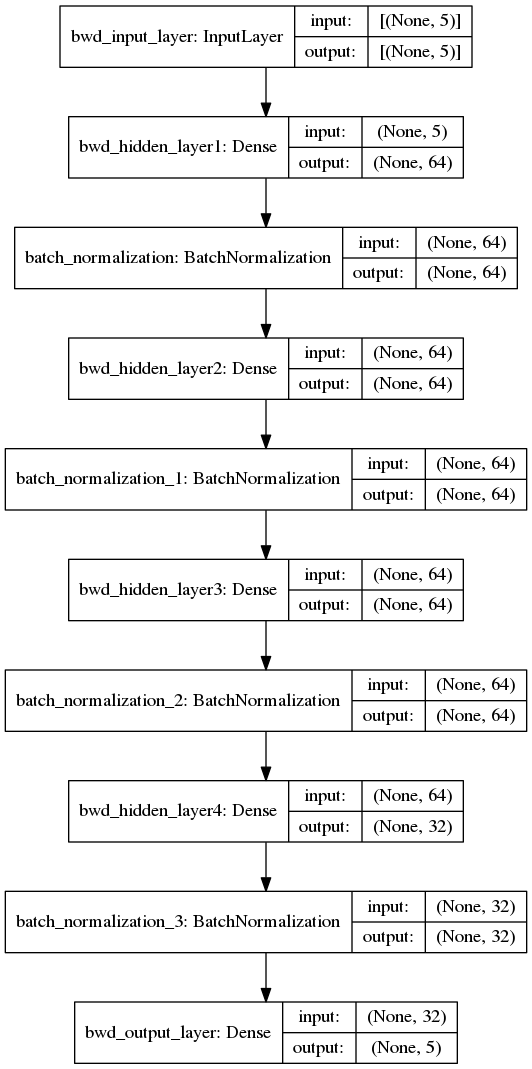 bwd_input_layer: InputLayer
input: [(None, 5)]
output: [(None, 5)]
bwd_hidden_layer1: Dense
input: (None, 5)
output: (None, 64)
batch_normalization: BatchNormalization
input: (None, 64)
output: (None, 64)
bwd_hidden_layer2: Dense
input: (None, 64)
output: (None, 64)
batch_normalization_1: BatchNormalization
input: (None, 64)
output: (None, 64)
bwd_hidden_layer3: Dense
input: (None, 64)
output: (None, 64)
batch_normalization_2: BatchNormalization
input: (None, 64)
output: (None, 64)
bwd_hidden_layer4: Dense
input: (None, 64)
output: (None, 32)
batch_normalization_3: BatchNormalization
input: (None, 32)
output: (None, 32)
bwd_output_layer: Dense
input: (None, 32)
output: (None, 5)